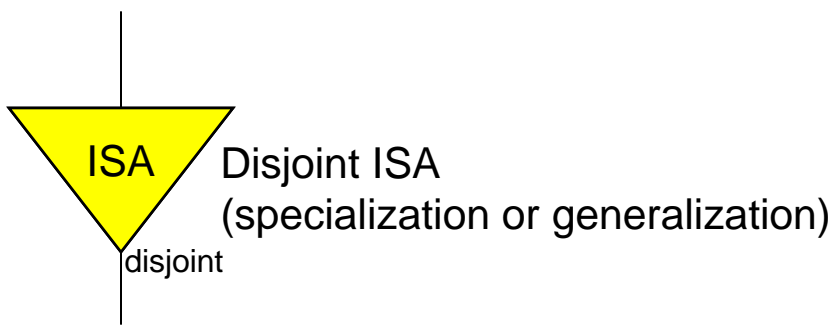 ISA
Disjoint ISA
(specialization or generalization)
disjoint